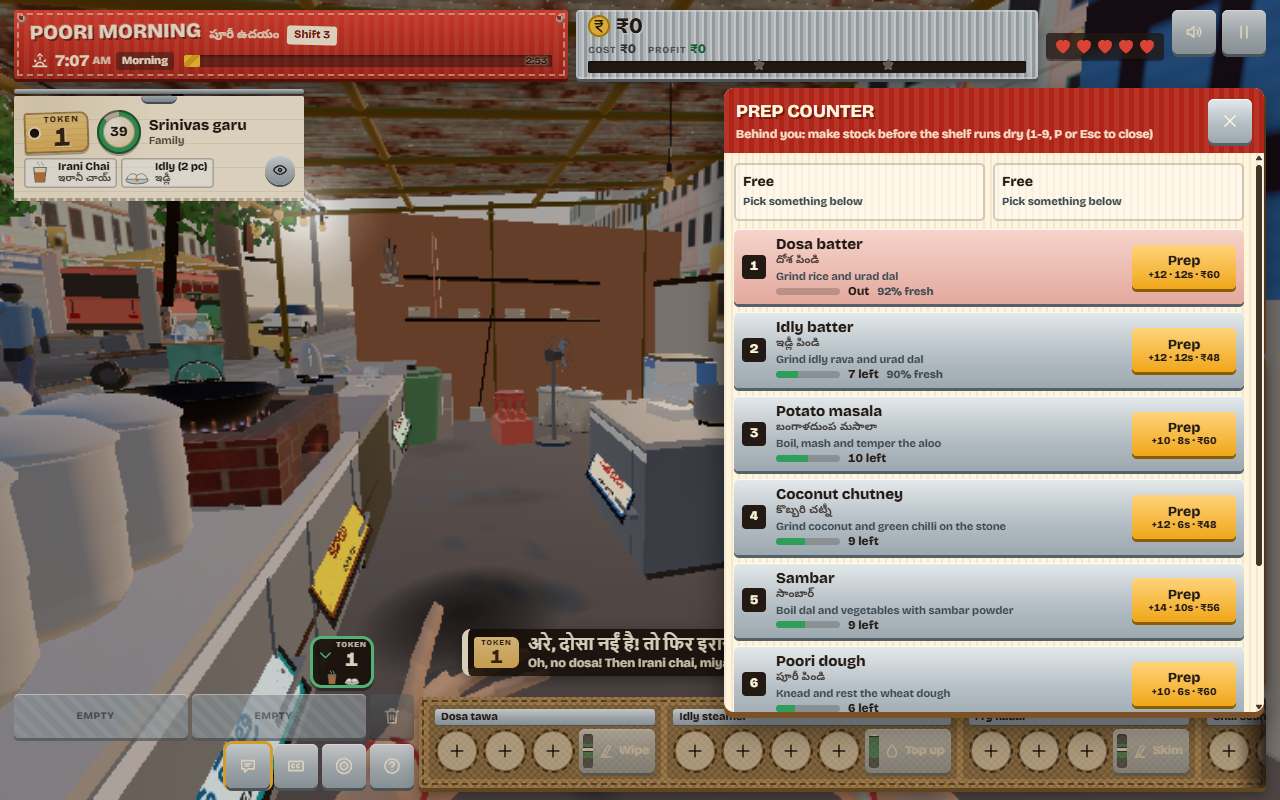 POORI MORNING పూరీ ఉదయం Shift 3
7:07 AM Morning 2:53
₹ ₹0
COST ₹0 PROFIT ₹0
TOKEN
1
39
Srinivas garu
Family
Irani Chai
ఇరానీ చాయ్
Idly (2 pc)
ఇడ్లీ
PREP COUNTER
Behind you: make stock before the shelf runs dry (1-9, P or Esc to close)
Free
Pick something below
Free
Pick something below
1
Dosa batter
దోశ పిండి
Grind rice and urad dal
Out 92% fresh
Prep
+12 · 12s · ₹60
2
Idly batter
ఇడ్లీ పిండి
Grind idly rava and urad dal
7 left 90% fresh
Prep
+12 · 12s · ₹48
3
Potato masala
బంగాళదుంప మసాలా
Boil, mash and temper the aloo
10 left
Prep
+10 · 8s · ₹60
4
Coconut chutney
కొబ్బరి చట్నీ
Grind coconut and green chilli on the stone
9 left
Prep
+12 · 6s · ₹48
5
Sambar
సాంబార్
Boil dal and vegetables with sambar powder
9 left
Prep
+14 · 10s · ₹56
6
Poori dough
పూరీ పిండి
Knead and rest the wheat dough
6 left
Prep
+10 · 6s · ₹60
TOKEN
1
TOKEN
1
अरे, दोसा नईं है! तो फिर
Oh, no dosa! Then Irani chai,
EMPTY
EMPTY
Dosa tawa
Wipe
Idly steamer
Top up
Skim